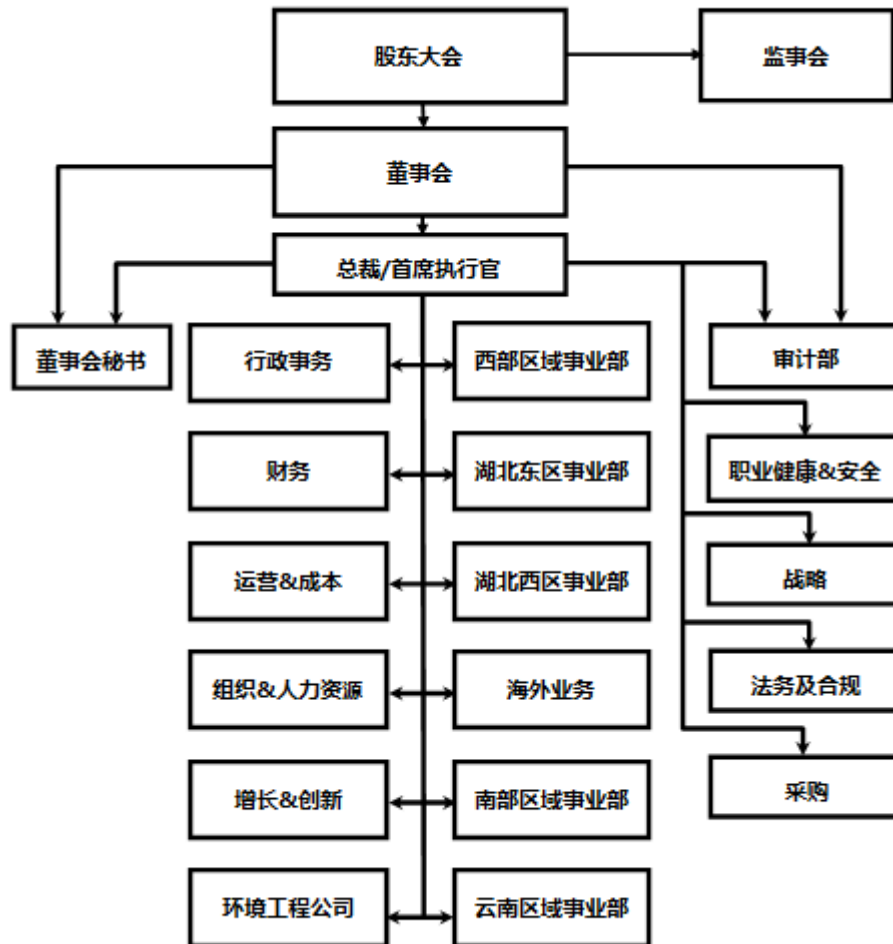 股东大会
监事会
董事会
总裁/首席执行官
董事会秘书
行政事务
西部区域事业部
审计部
财务
湖北东区事业部
职业健康&安全
运营&成本
湖北西区事业部
战略
组织&人力资源
海外业务
法务及合规
增长&创新
南部区域事业部
采购
环境工程公司
云南区域事业部